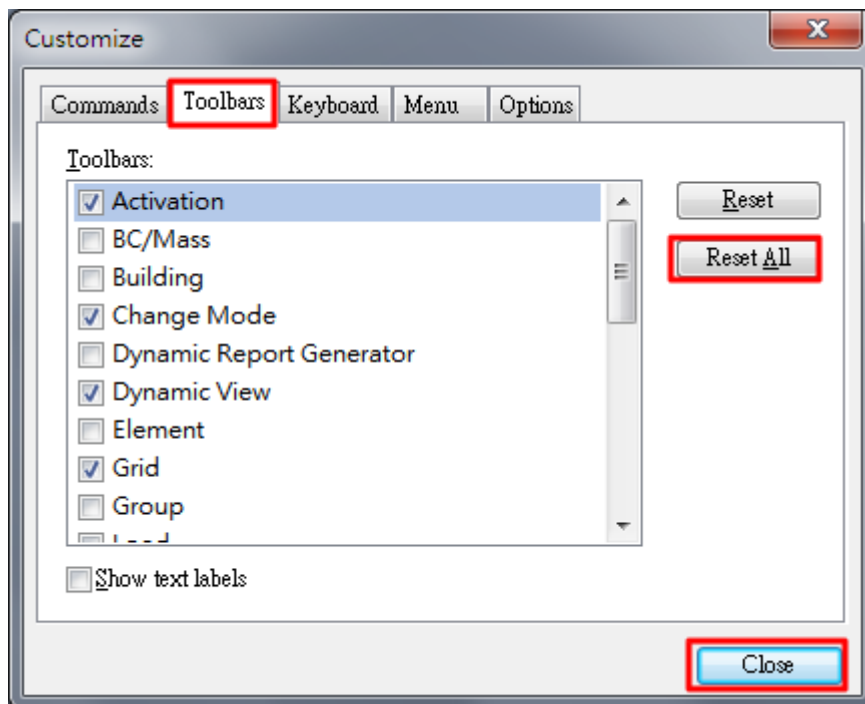 Customize
Commands Toolbars Keyboard Menu Options
Toolbars:
Activation
BC/Mass
Building
Change Mode
Dynamic Report Generator
Dynamic View
Element
Grid
Group
Reset
Reset All
Show text labels
Close